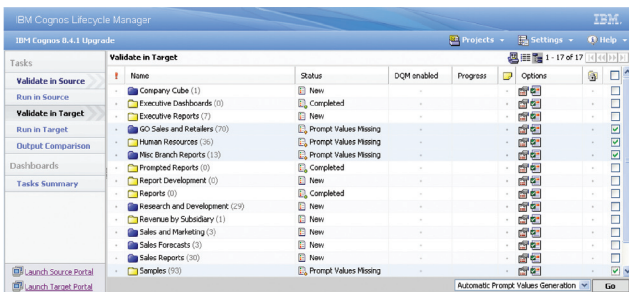 IBM Cognos Lifecycle Manager
IBM.
IBM Cognos 8.4.1 Upgrade
Projects
Settings
Help
Tasks
Validate in Source
Run in Source
Validate in Target
Run in Target
Output Comparison
Dashboards
Tasks Summary
Launch Source Portal
Launch Target Portal
Validate in Target
1 - 17 of 17
! Name Status DQM enabled Progress Options
Company Cube (1) New
Executive Dashboards (0) Completed
Executive Reports (7) New
GO Sales and Retailers (70) Prompt Values Missing
Human Resources (36) Prompt Values Missing
Misc Branch Reports (13) Prompt Values Missing
Prompted Reports (0) Completed
Report Development (0) New
Reports (0) Completed
Research and Development (29) New
Revenue by Subsidiary (1) New
Sales and Marketing (3) New
Sales Forecasts (3) New
Sales Reports (30) New
Samples (93) Prompt Values Missing
Automatic Prompt Values Generation Go